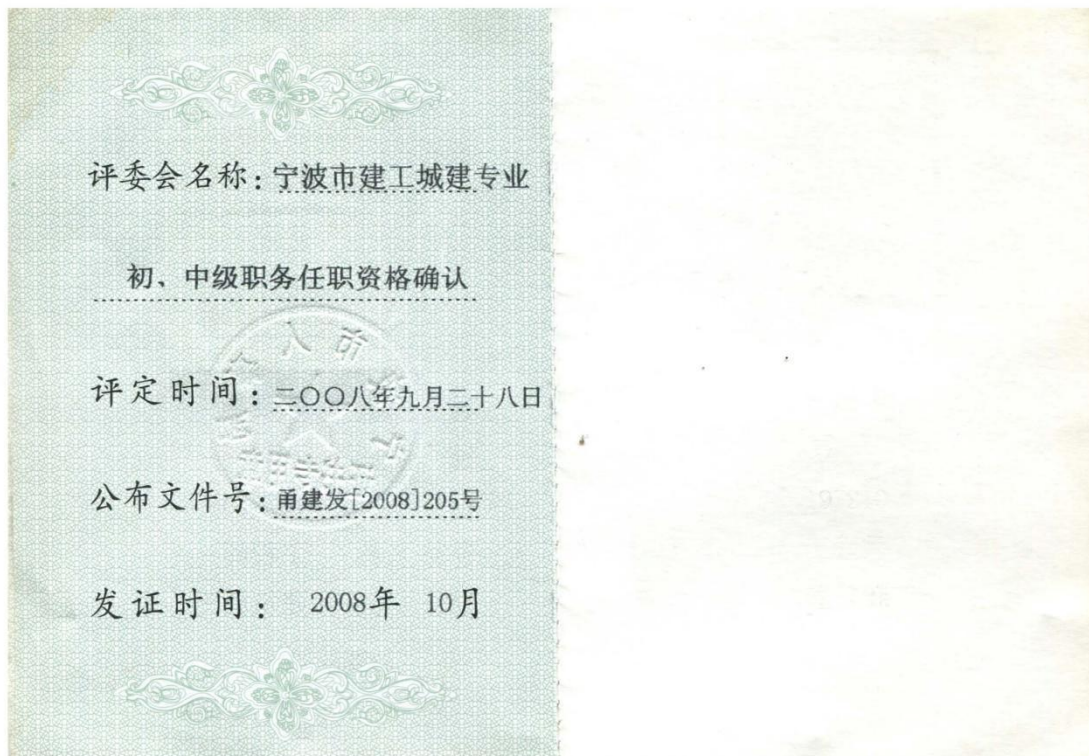 评委会名称：宁波市建工城建专业
初、中级职务任职资格确认
评定时间：二〇〇八年九月二十八日
公布文件号：甬建发[2008]205号
发证时间： 2008年 10月